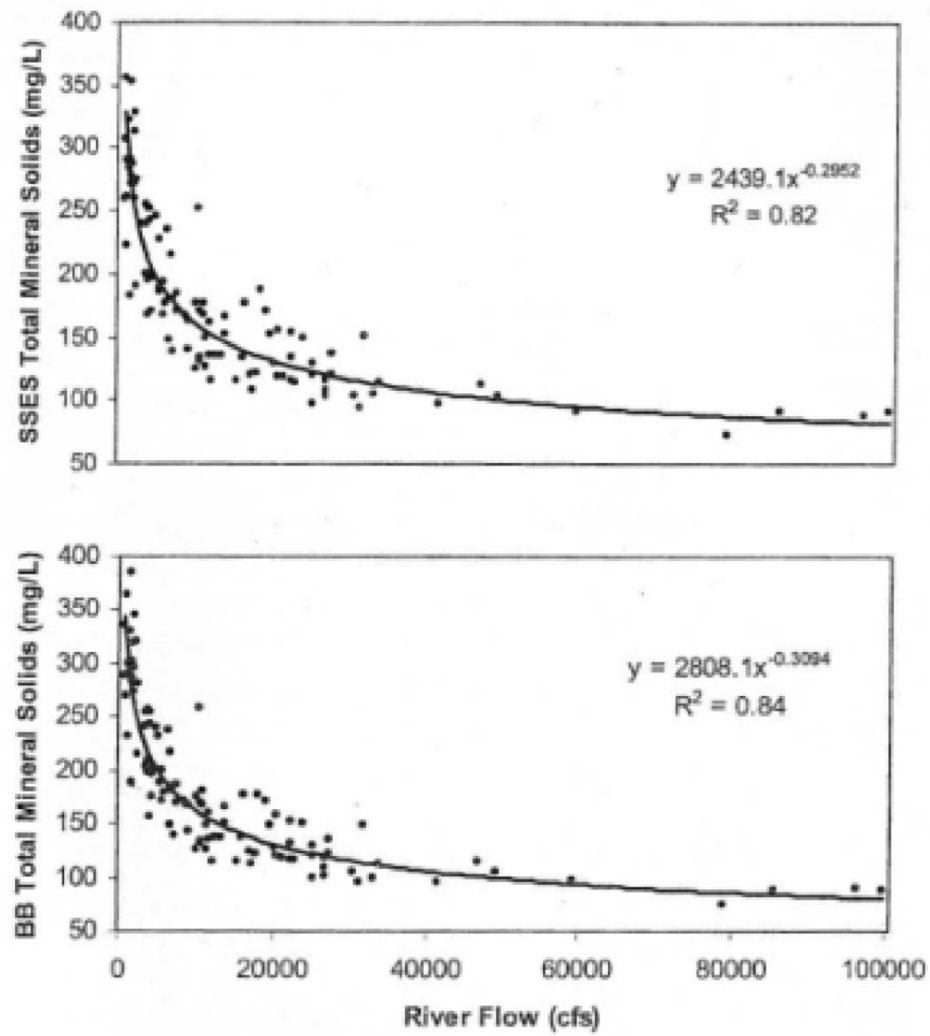 SSES Total Mineral Solids (mg/L)
400
350
300
250
200
150
100
50
y = 2439.1x^-0.2952
R² = 0.82
BB Total Mineral Solids (mg/L)
400
350
300
250
200
150
100
50
y = 2808.1x^-0.3094
R² = 0.84
0 20000 40000 60000 80000 100000
River Flow (cfs)